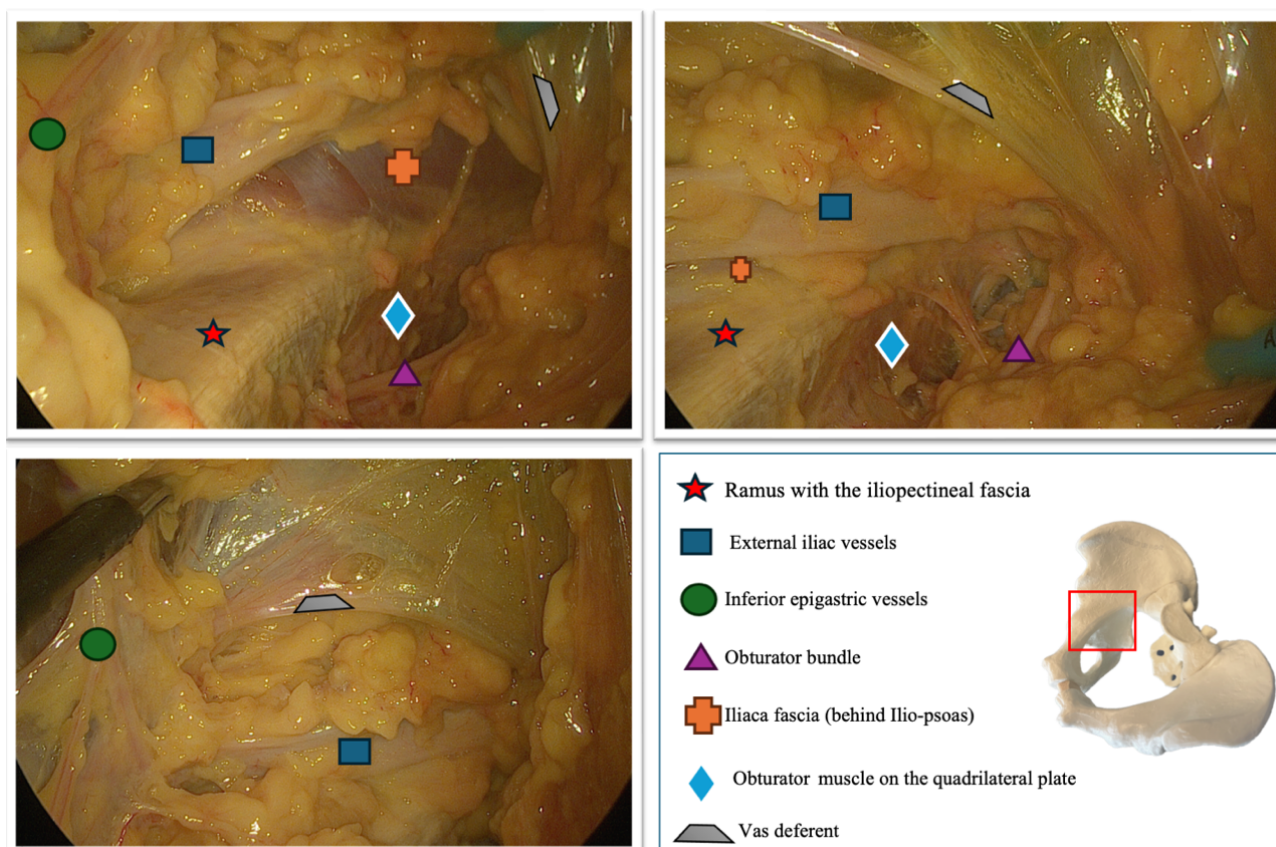 A
Ramus with the iliopectineal fascia
External iliac vessels
Inferior epigastric vessels
Obturator bundle
Iliaca fascia (behind Ilio-psoas)
Obturator muscle on the quadrilateral plate
Vas deferent